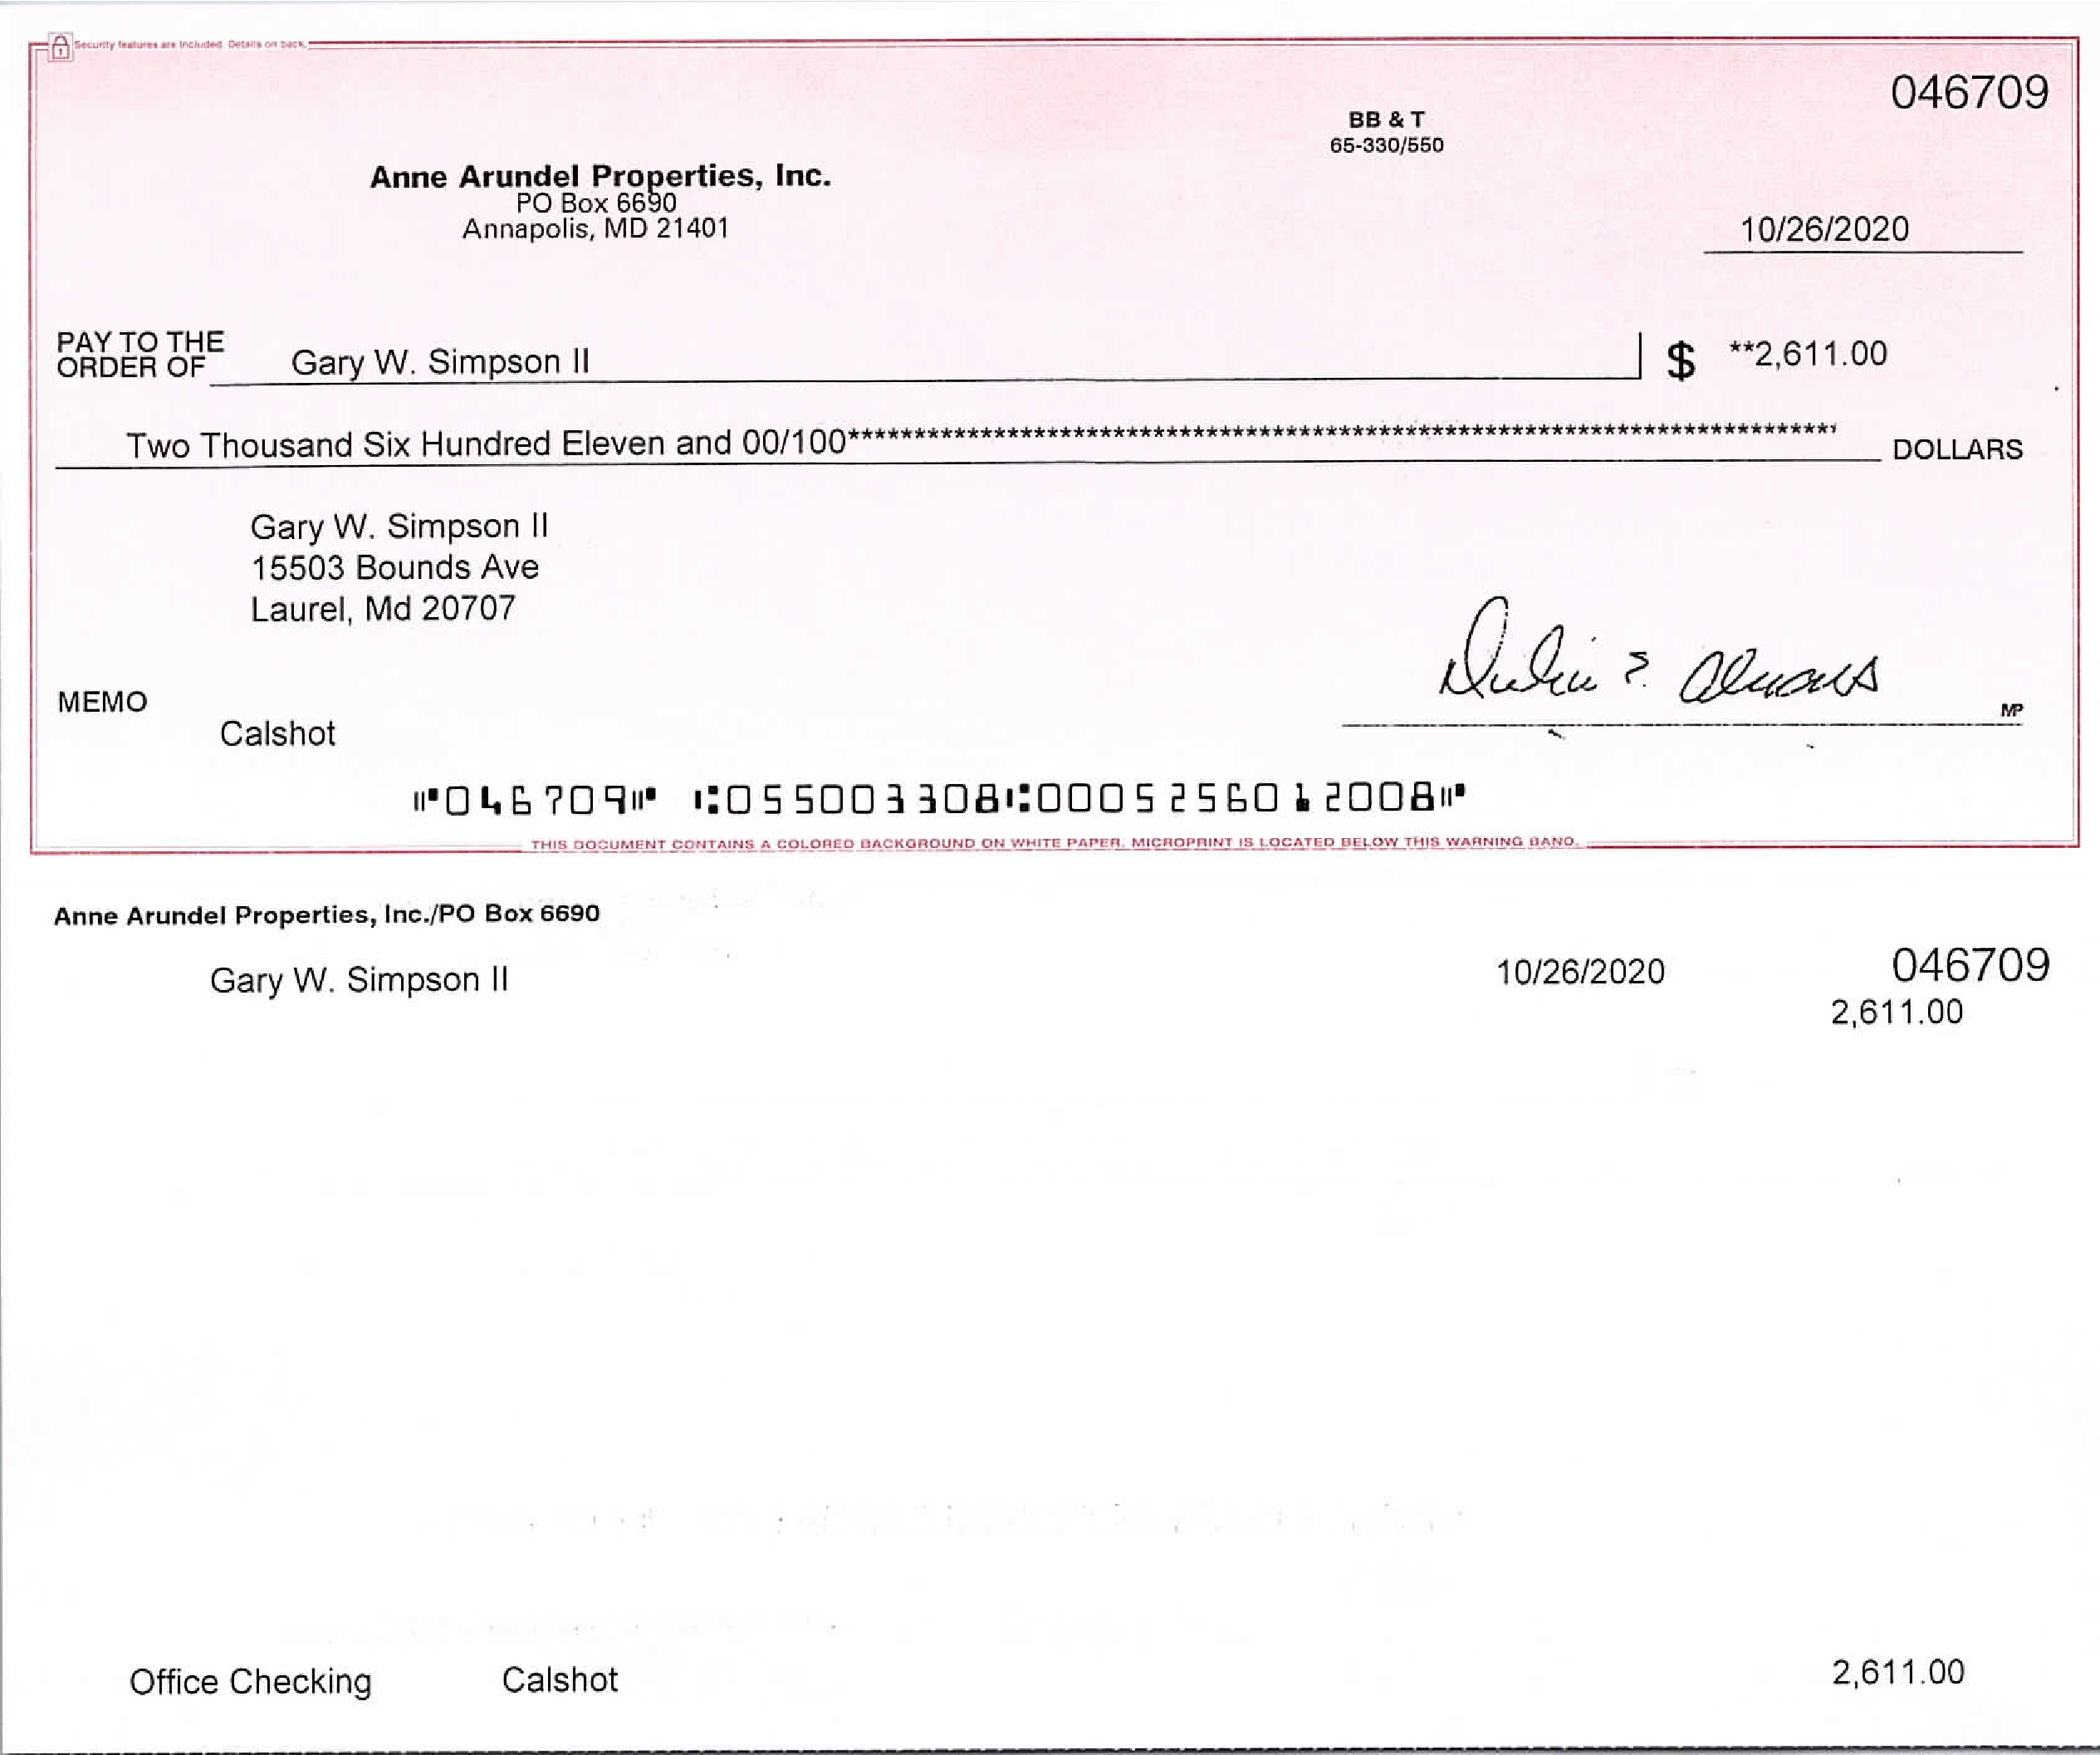 Security features are included. Details on back.
046709
BB & T
65-330/550
Anne Arundel Properties, Inc.
PO Box 6690
Annapolis, MD 21401
10/26/2020
PAY TO THE
ORDER OF Gary W. Simpson II $ **2,611.00
Two Thousand Six Hundred Eleven and 00/100*************************************************************************** DOLLARS
Gary W. Simpson II
15503 Bounds Ave
Laurel, Md 20707
MEMO
MP
Calshot
⑈046709⑈ ⑆055003308⑆0005256012008⑈
THIS DOCUMENT CONTAINS A COLORED BACKGROUND ON WHITE PAPER. MICROPRINT IS LOCATED BELOW THIS WARNING BAND.
Anne Arundel Properties, Inc./PO Box 6690
Gary W. Simpson II 10/26/2020 046709
2,611.00
Office Checking Calshot 2,611.00